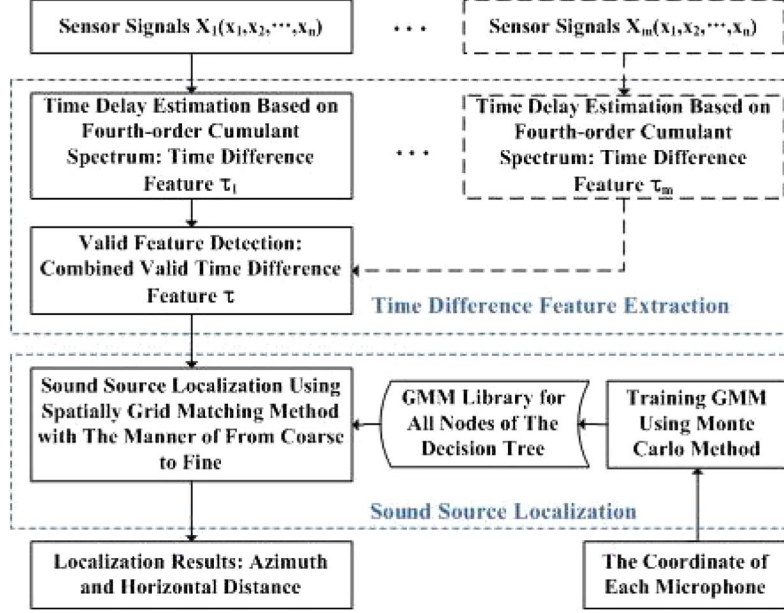 Sensor Signals X₁(x₁,x₂,···,xₙ)
···
Sensor Signals Xₘ(x₁,x₂,···,xₙ)
Time Delay Estimation Based on
Fourth-order Cumulant
Spectrum: Time Difference
Feature τ₁
···
Time Delay Estimation Based on
Fourth-order Cumulant
Spectrum: Time Difference
Feature τₘ
Valid Feature Detection:
Combined Valid Time Difference
Feature τ
Time Difference Feature Extraction
Sound Source Localization Using
Spatially Grid Matching Method
with The Manner of From Coarse
to Fine
GMM Library for
All Nodes of The
Decision Tree
Training GMM
Using Monte
Carlo Method
Sound Source Localization
Localization Results: Azimuth
and Horizontal Distance
The Coordinate of
Each Microphone